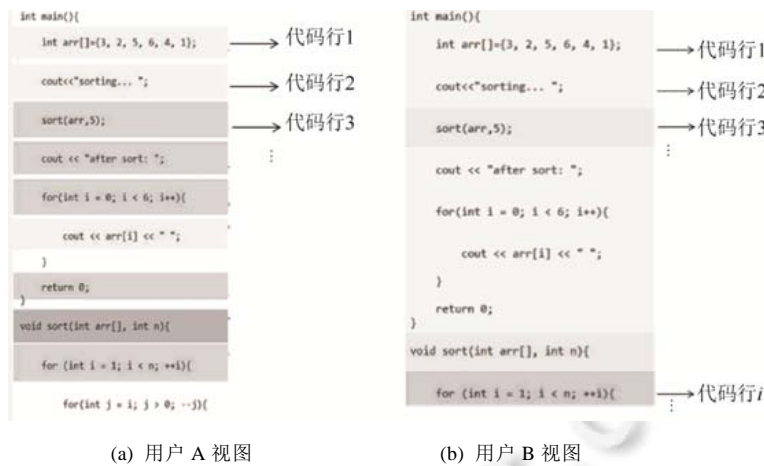 int main(){
int arr[]={3, 2, 5, 6, 4, 1};
代码行1
cout<<"sorting... ";
代码行2
sort(arr,5);
代码行3
⋮
cout << "after sort: ";
for(int i = 0; i < 6; i++){
cout << arr[i] << " ";
}
return 0;
}
void sort(int arr[], int n){
for (int i = 1; i < n; ++i){
for(int j = i; j > 0; --j){
(a) 用户 A 视图
int main(){
int arr[]={3, 2, 5, 6, 4, 1};
代码行1
cout<<"sorting... ";
代码行2
sort(arr,5);
代码行3
⋮
cout << "after sort: ";
for(int i = 0; i < 6; i++){
cout << arr[i] << " ";
}
return 0;
}
void sort(int arr[], int n){
for (int i = 1; i < n; ++i){
代码行i
⋮
(b) 用户 B 视图